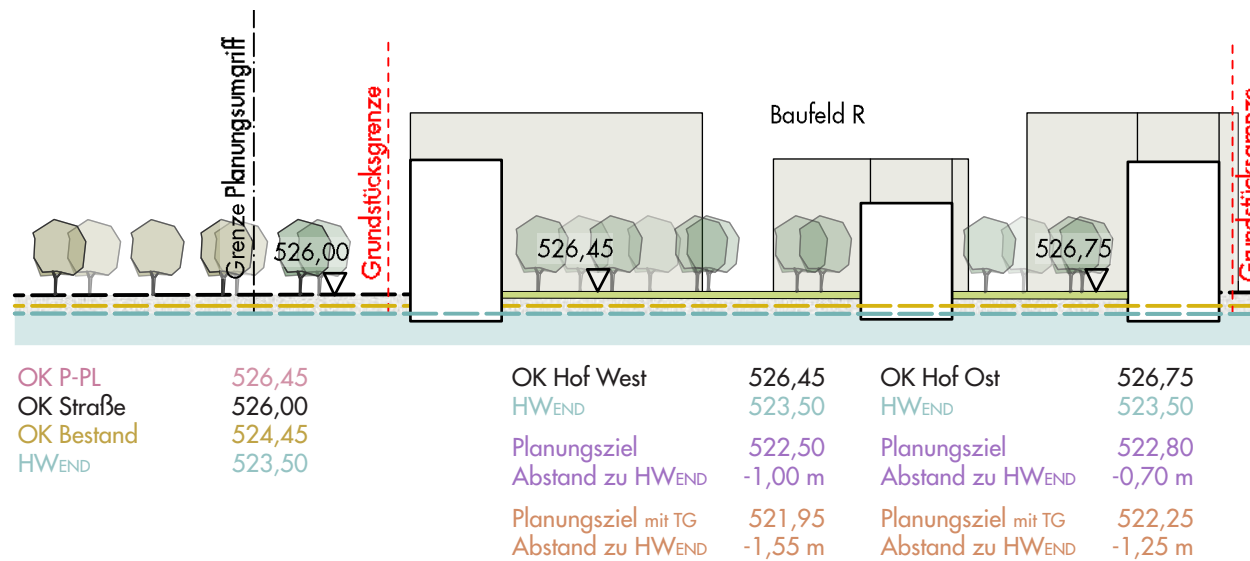 Grenze Planungsumgriff
Grundstücksgrenze
Baufeld R
Grundstücksgrenze
526,00
526,45
526,75
OK P-PL 526,45
OK Straße 526,00
OK Bestand 524,45
HWEND 523,50
OK Hof West 526,45
HWEND 523,50
Planungsziel 522,50
Abstand zu HWEND -1,00 m
Planungsziel mit TG 521,95
Abstand zu HWEND -1,55 m
OK Hof Ost 526,75
HWEND 523,50
Planungsziel 522,80
Abstand zu HWEND -0,70 m
Planungsziel mit TG 522,25
Abstand zu HWEND -1,25 m